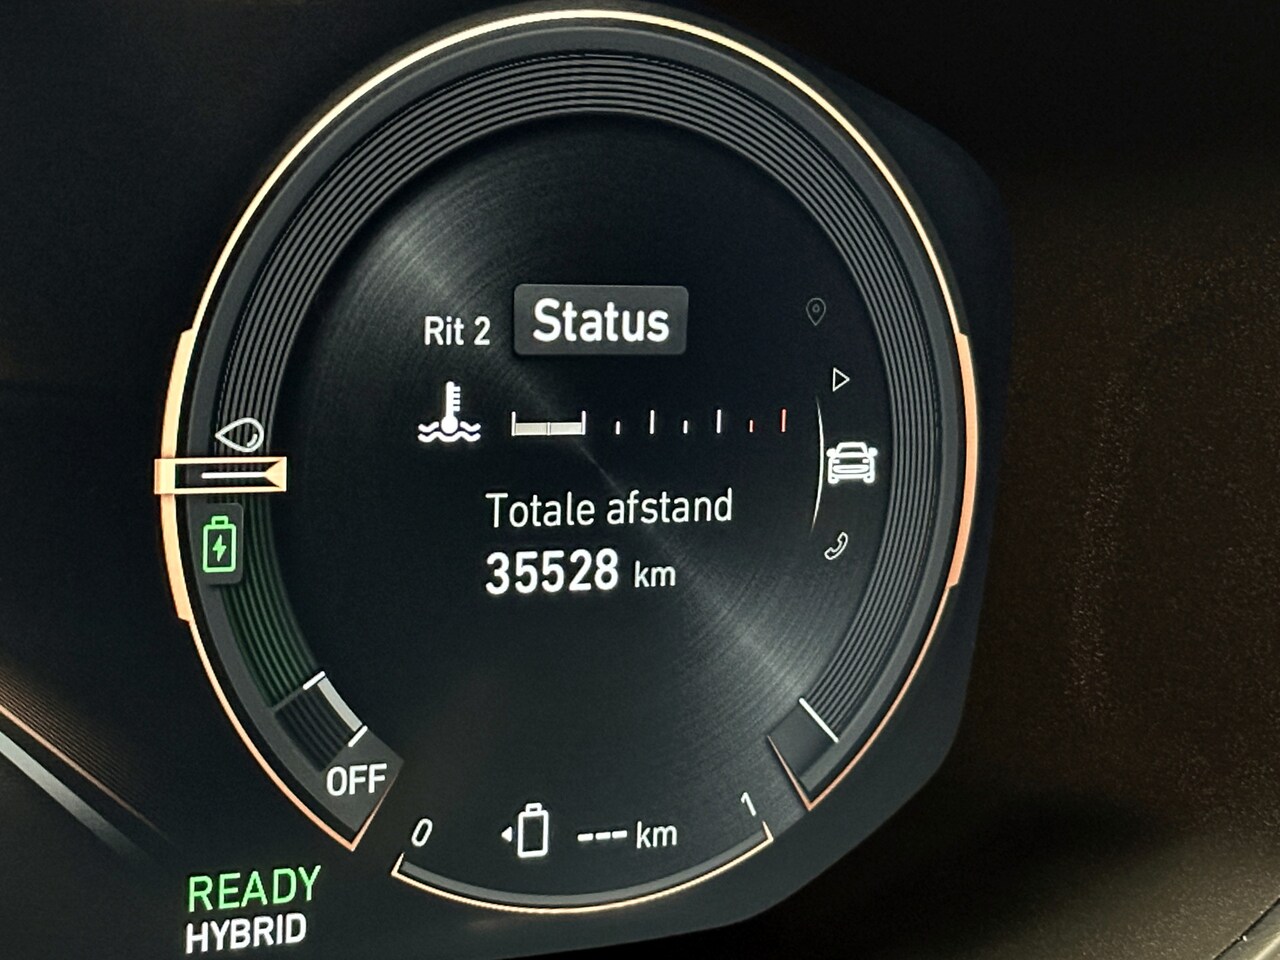 Rit 2 Status
Totale afstand
35528 km
OFF
0 --- km 1
READY
HYBRID